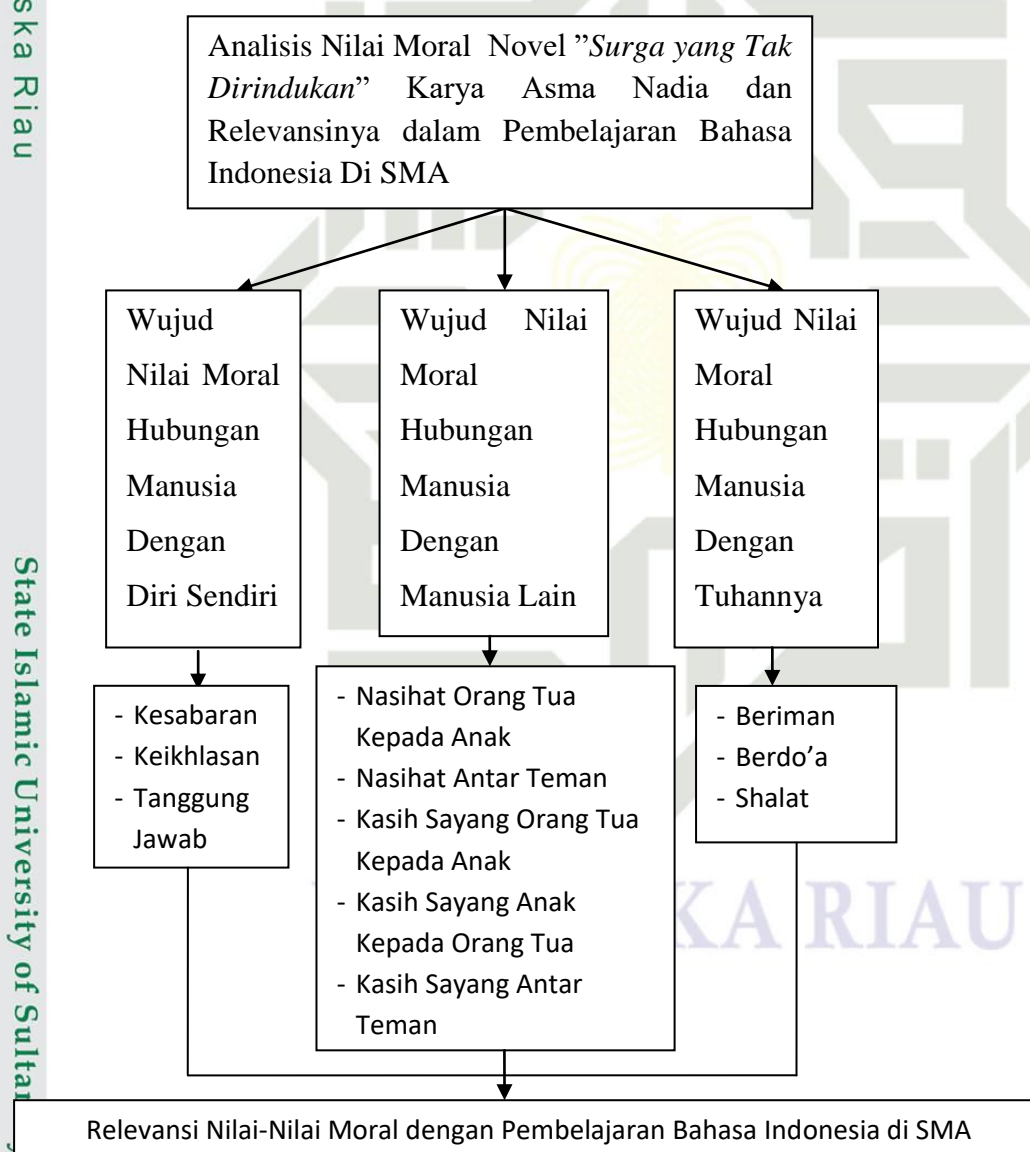 Analisis Nilai Moral Novel ”Surga yang Tak
Dirindukan” Karya Asma Nadia dan
Relevansinya dalam Pembelajaran Bahasa
Indonesia Di SMA
Wujud
Nilai Moral
Hubungan
Manusia
Dengan
Diri Sendiri
Wujud Nilai
Moral
Hubungan
Manusia
Dengan
Manusia Lain
Wujud Nilai
Moral
Hubungan
Manusia
Dengan
Tuhannya
- Kesabaran
- Keikhlasan
- Tanggung
Jawab
- Nasihat Orang Tua
Kepada Anak
- Nasihat Antar Teman
- Kasih Sayang Orang Tua
Kepada Anak
- Kasih Sayang Anak
Kepada Orang Tua
- Kasih Sayang Antar
Teman
- Beriman
- Berdo’a
- Shalat
Relevansi Nilai-Nilai Moral dengan Pembelajaran Bahasa Indonesia di SMA
ska Riau
State Islamic University of Sultan
KA RIAU